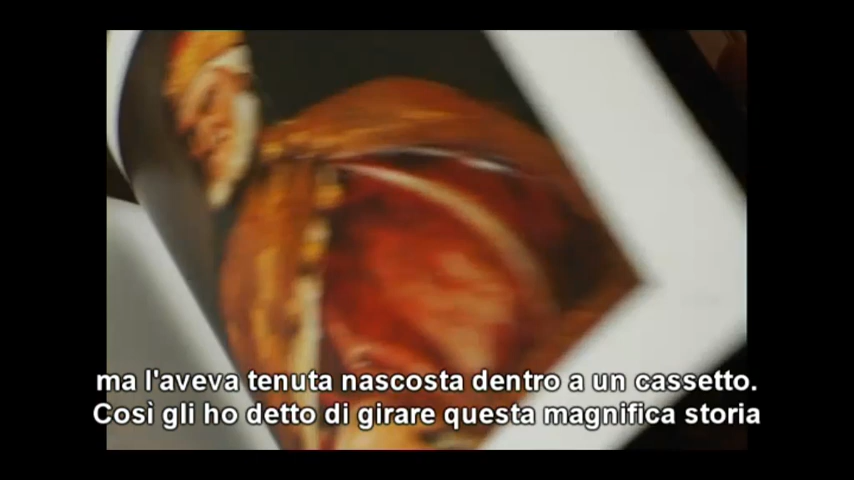 ma l'aveva tenuta nascosta dentro a un cassetto.
Così gli ho detto di girare questa magnifica storia